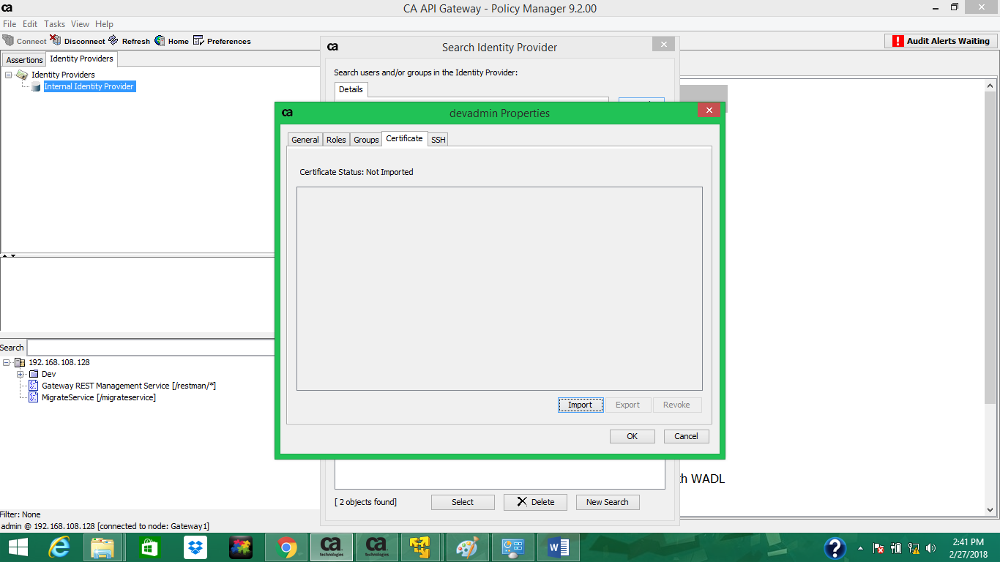 ca
CA API Gateway - Policy Manager 9.2.00
File Edit Tasks View Help
Connect Disconnect Refresh Home Preferences
Audit Alerts Waiting
Assertions Identity Providers
Identity Providers
Internal Identity Provider
ca Search Identity Provider
Search users and/or groups in the Identity Provider:
Details
ca devadmin Properties
General Roles Groups Certificate SSH
Certificate Status: Not Imported
Import Export Revoke
OK Cancel
Search
192.168.108.128
Dev
Gateway REST Management Service [/restman/*]
MigrateService [/migrateservice]
WADL
[ 2 objects found] Select Delete New Search
Filter: None
admin @ 192.168.108.128 [connected to node: Gateway1]
ca technologies
ca technologies
2:41 PM
2/27/2018